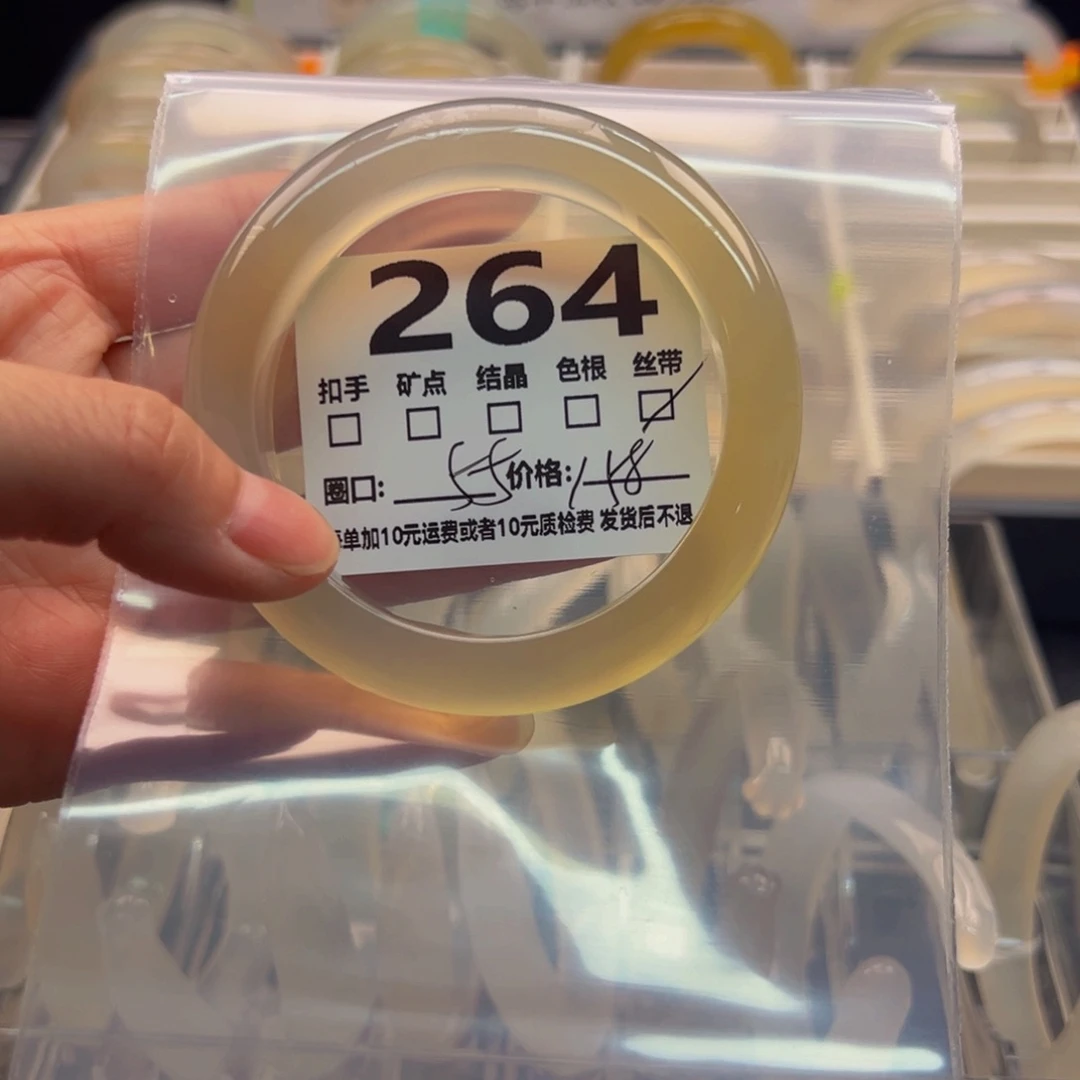 264
扣手 矿点 结晶 色根 丝带
圈口: 55 价格: 158
单加10元运费或者10元质检费 发货后不退